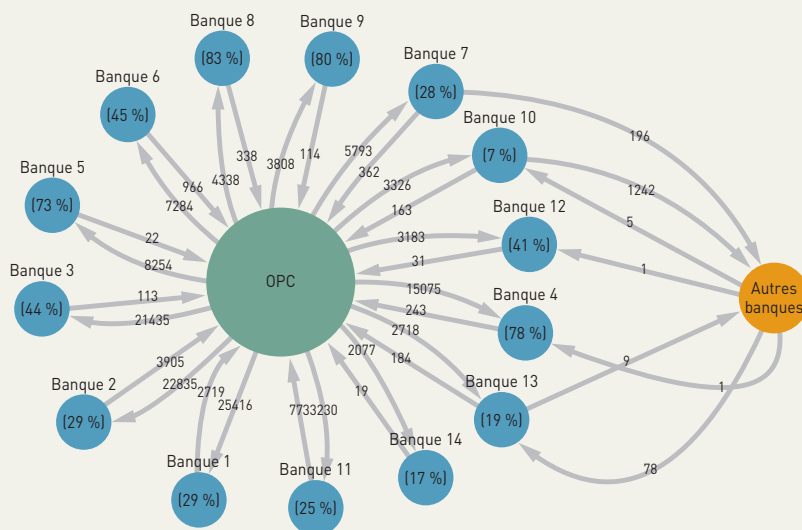 Banque 8
(83 %)
Banque 9
(80 %)
Banque 7
(28 %)
Banque 6
(45 %)
Banque 10
(7 %)
Banque 5
(73 %)
Banque 12
(41 %)
Banque 3
(44 %)
Banque 4
(78 %)
Banque 2
(29 %)
Banque 13
(19 %)
Banque 1
(29 %)
Banque 11
(25 %)
Banque 14
(17 %)
OPC
Autres
banques
338
4338
3808
114
5793
362
966
7284
3326
163
22
8254
3183
31
113
21435
15075
243
2718
184
3905
22835
2719
25416
7733230
2077
19
196
1242
5
1
9
1
78